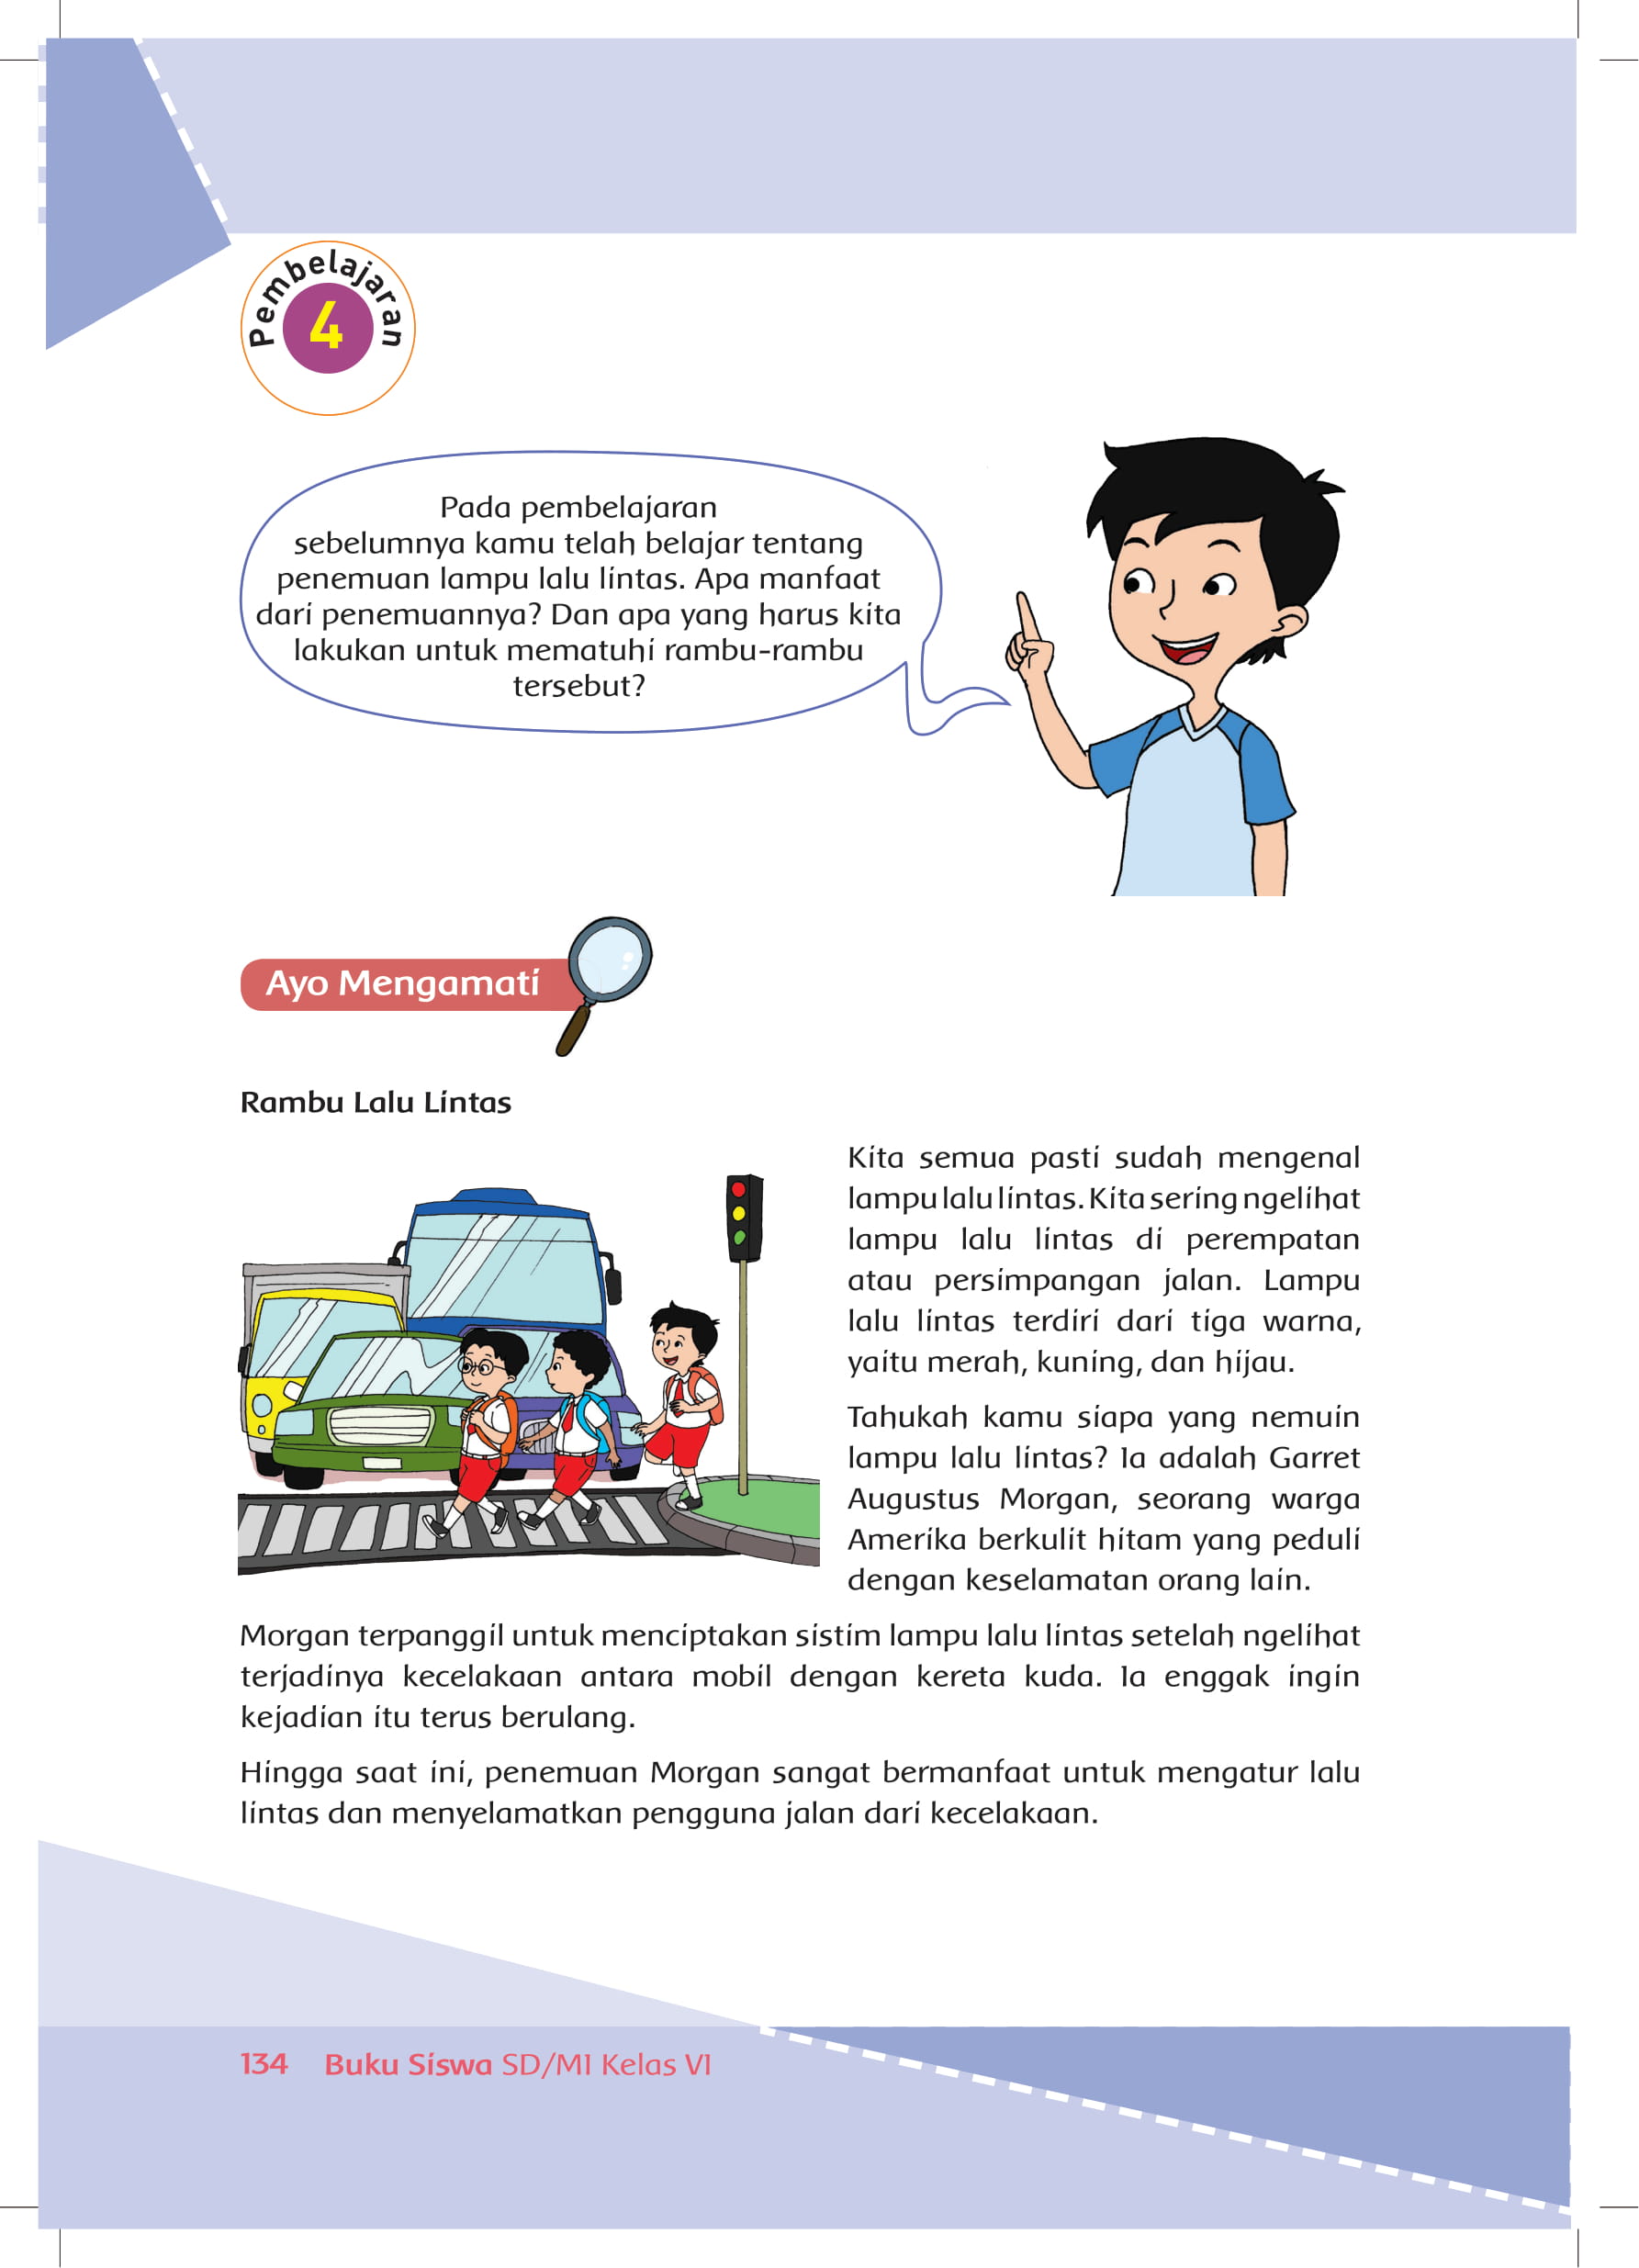 Pembelajaran
4
Pada pembelajaran
sebelumnya kamu telah belajar tentang
penemuan lampu lalu lintas. Apa manfaat
dari penemuannya? Dan apa yang harus kita
lakukan untuk mematuhi rambu-rambu
tersebut?
Ayo Mengamati
Rambu Lalu Lintas
Kita semua pasti sudah mengenal
lampu lalu lintas. Kita sering ngelihat
lampu lalu lintas di perempatan
atau persimpangan jalan. Lampu
lalu lintas terdiri dari tiga warna,
yaitu merah, kuning, dan hijau.
Tahukah kamu siapa yang nemuin
lampu lalu lintas? Ia adalah Garret
Augustus Morgan, seorang warga
Amerika berkulit hitam yang peduli
dengan keselamatan orang lain.
Morgan terpanggil untuk menciptakan sistim lampu lalu lintas setelah ngelihat
terjadinya kecelakaan antara mobil dengan kereta kuda. Ia enggak ingin
kejadian itu terus berulang.
Hingga saat ini, penemuan Morgan sangat bermanfaat untuk mengatur lalu
lintas dan menyelamatkan pengguna jalan dari kecelakaan.
134 Buku Siswa SD/MI Kelas VI